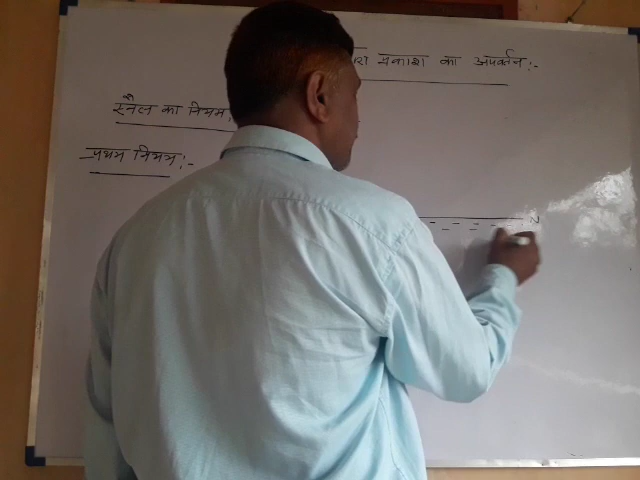 प्रकाश का अपवर्तन:-
स्नैल का नियम
प्रथम नियम:-
N